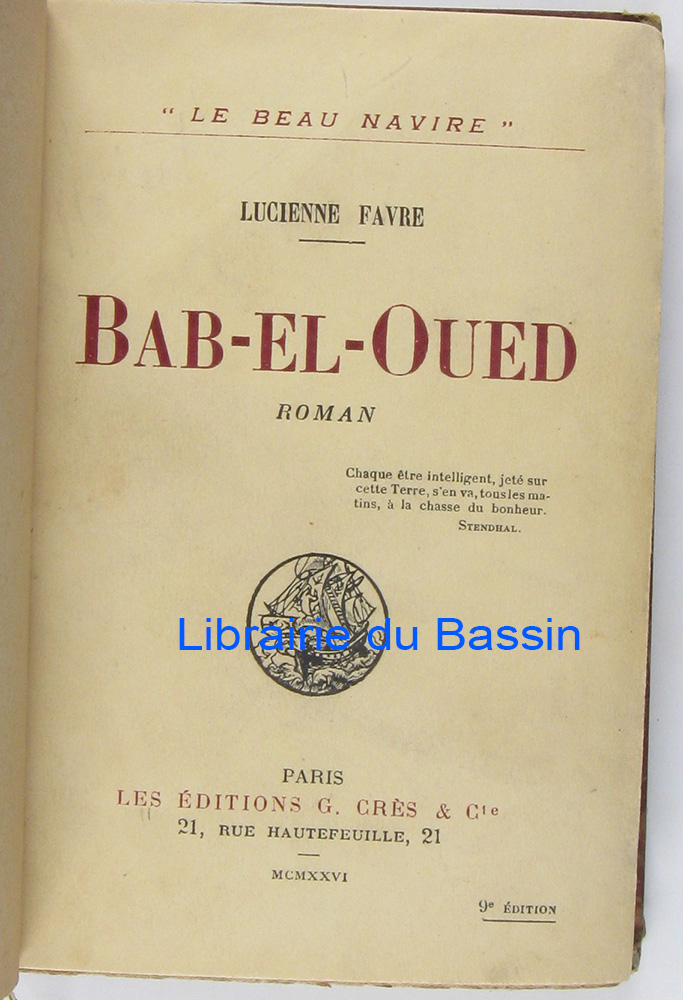 " LE BEAU NAVIRE "
LUCIENNE FAVRE
BAB-EL-OUED
ROMAN
Chaque être intelligent, jeté sur
cette Terre, s'en va, tous les ma-
tins, à la chasse du bonheur.
STENDHAL.
Librairie du Bassin
PARIS
LES ÉDITIONS G. CRÈS & Cie
21, RUE HAUTEFEUILLE, 21
MCMXXVI
9e ÉDITION